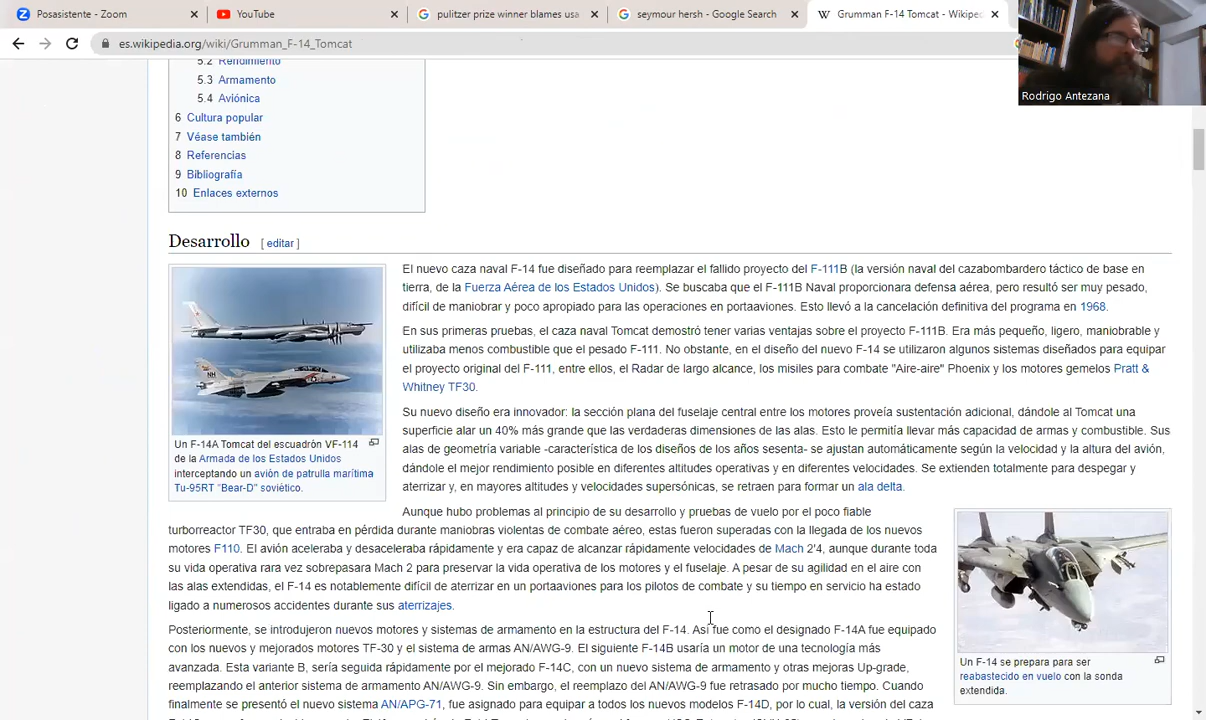 Posasistente - Zoom
YouTube
pulitzer prize winner blames usa
seymour hersh - Google Search
Grumman F-14 Tomcat - Wikiped
es.wikipedia.org/wiki/Grumman_F-14_Tomcat
Rodrigo Antezana
5.2 Rendimiento
5.3 Armamento
5.4 Aviónica
6 Cultura popular
7 Véase también
8 Referencias
9 Bibliografía
10 Enlaces externos
Desarrollo [ editar ]
Un F-14A Tomcat del escuadrón VF-114
de la Armada de los Estados Unidos
interceptando un avión de patrulla marítima
Tu-95RT "Bear-D" soviético.
El nuevo caza naval F-14 fue diseñado para reemplazar el fallido proyecto del F-111B (la versión naval del cazabombardero táctico de base en
tierra, de la Fuerza Aérea de los Estados Unidos). Se buscaba que el F-111B Naval proporcionara defensa aérea, pero resultó ser muy pesado,
difícil de maniobrar y poco apropiado para las operaciones en portaaviones. Esto llevó a la cancelación definitiva del programa en 1968.
En sus primeras pruebas, el caza naval Tomcat demostró tener varias ventajas sobre el proyecto F-111B. Era más pequeño, ligero, maniobrable y
utilizaba menos combustible que el pesado F-111. No obstante, en el diseño del nuevo F-14 se utilizaron algunos sistemas diseñados para equipar
el proyecto original del F-111, entre ellos, el Radar de largo alcance, los misiles para combate "Aire-aire" Phoenix y los motores gemelos Pratt &
Whitney TF30.
Su nuevo diseño era innovador: la sección plana del fuselaje central entre los motores proveía sustentación adicional, dándole al Tomcat una
superficie alar un 40% más grande que las verdaderas dimensiones de las alas. Esto le permitía llevar más capacidad de armas y combustible. Sus
alas de geometría variable -característica de los diseños de los años sesenta- se ajustan automáticamente según la velocidad y la altura del avión,
dándole el mejor rendimiento posible en diferentes altitudes operativas y en diferentes velocidades. Se extienden totalmente para despegar y
aterrizar y, en mayores altitudes y velocidades supersónicas, se retraen para formar un ala delta.
Aunque hubo problemas al principio de su desarrollo y pruebas de vuelo por el poco fiable
turborreactor TF30, que entraba en pérdida durante maniobras violentas de combate aéreo, estas fueron superadas con la llegada de los nuevos
motores F110. El avión aceleraba y desaceleraba rápidamente y era capaz de alcanzar rápidamente velocidades de Mach 2'4, aunque durante toda
su vida operativa rara vez sobrepasara Mach 2 para preservar la vida operativa de los motores y el fuselaje. A pesar de su agilidad en el aire con
las alas extendidas, el F-14 es notablemente difícil de aterrizar en un portaaviones para los pilotos de combate y su tiempo en servicio ha estado
ligado a numerosos accidentes durante sus aterrizajes.
Posteriormente, se introdujeron nuevos motores y sistemas de armamento en la estructura del F-14. Así fue como el designado F-14A fue equipado
con los nuevos y mejorados motores TF-30 y el sistema de armas AN/AWG-9. El siguiente F-14B usaría un motor de una tecnología más
avanzada. Esta variante B, sería seguida rápidamente por el mejorado F-14C, con un nuevo sistema de armamento y otras mejoras Up-grade,
reemplazando el anterior sistema de armamento AN/AWG-9. Sin embargo, el reemplazo del AN/AWG-9 fue retrasado por mucho tiempo. Cuando
finalmente se presentó el nuevo sistema AN/APG-71, fue asignado para equipar a todos los nuevos modelos F-14D, por lo cual, la versión del caza
Un F-14 se prepara para ser
reabastecido en vuelo con la sonda
extendida.